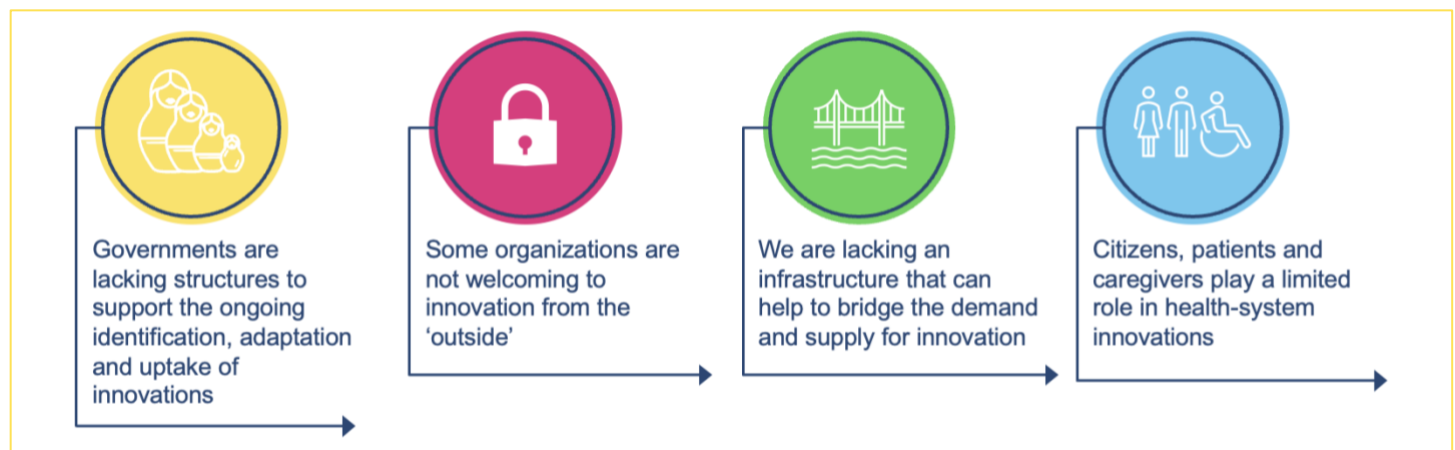 Governments are
lacking structures to
support the ongoing
identification, adaptation
and uptake of
innovations
Some organizations are
not welcoming to
innovation from the
‘outside’
We are lacking an
infrastructure that can
help to bridge the demand
and supply for innovation
Citizens, patients and
caregivers play a limited
role in health-system
innovations